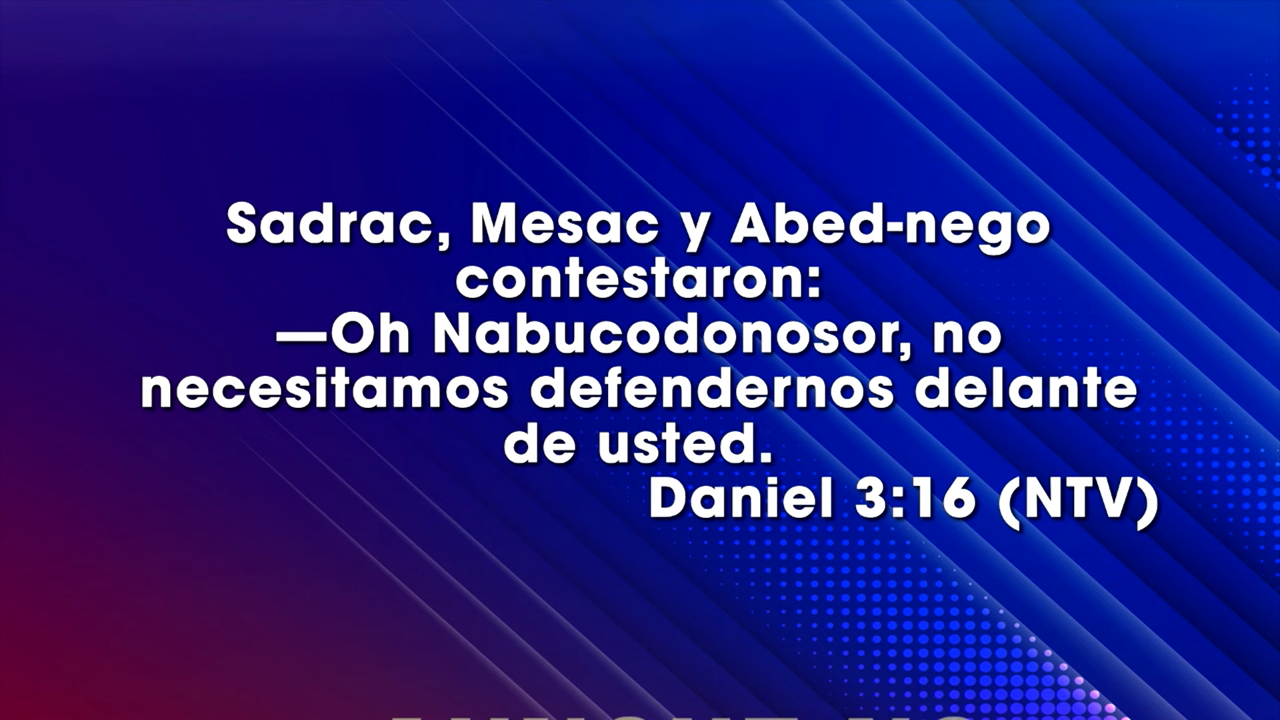 Sadrac, Mesac y Abed-nego
contestaron:
—Oh Nabucodonosor, no
necesitamos defendernos delante
de usted.
Daniel 3:16 (NTV)